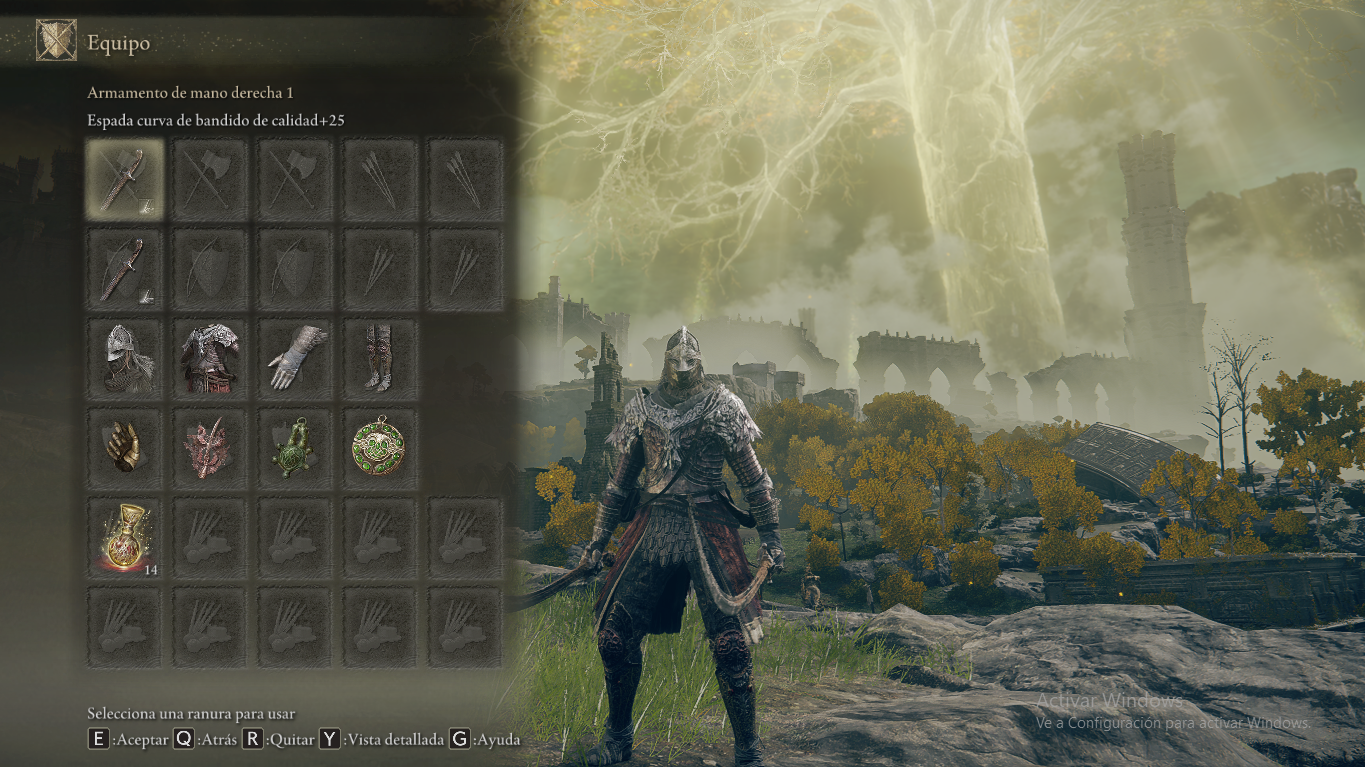 Equipo
Armamento de mano derecha 1
Espada curva de bandido de calidad+25
14
Selecciona una ranura para usar
E :Aceptar Q :Atrás R :Quitar Y :Vista detallada G :Ayuda
Activar Windows
Ve a Configuración para activar Windows.